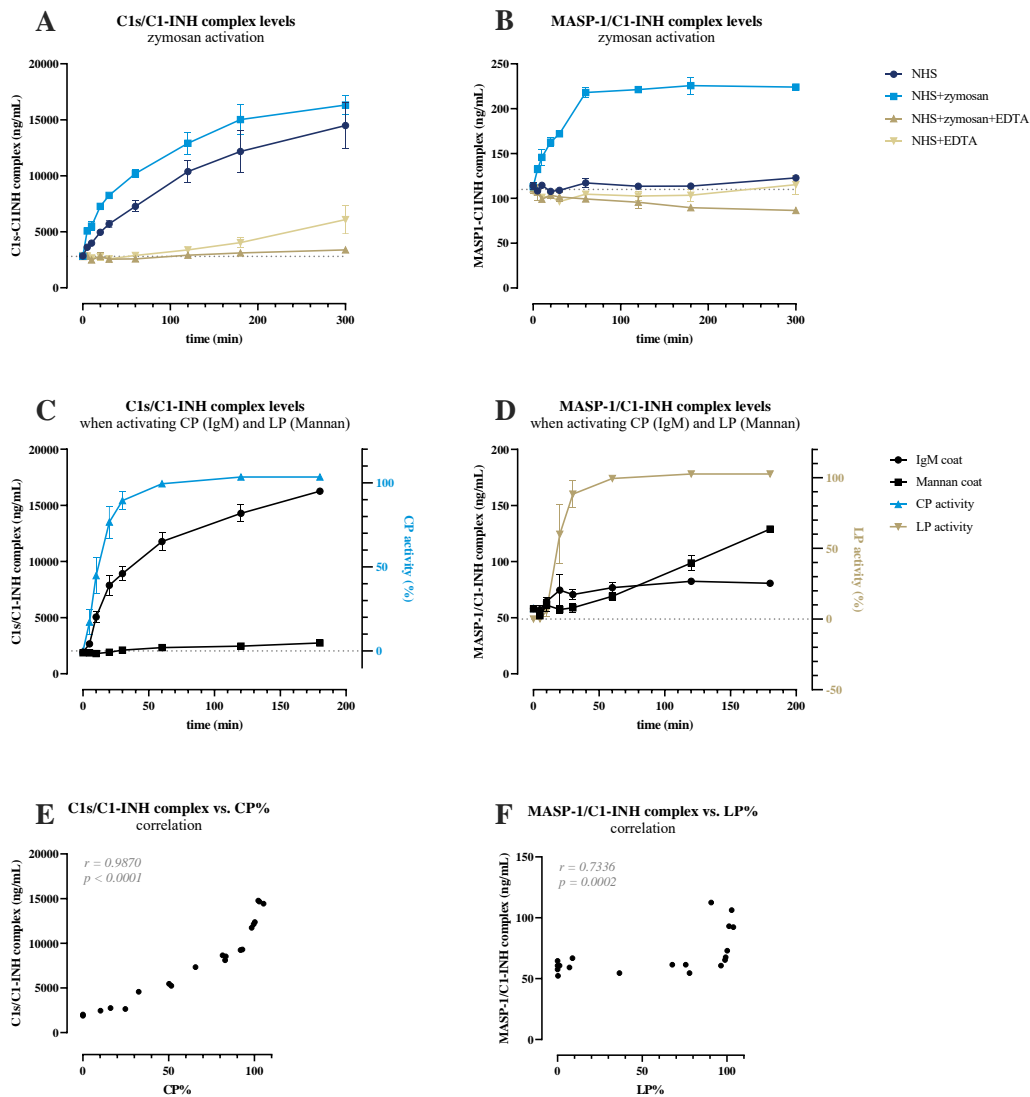 A
C1s/C1-INH complex levels
zymosan activation
C1s-C1INH complex (ng/mL)
20000
15000
10000
5000
0
0 100 200 300
time (min)
B
MASP-1/C1-INH complex levels
zymosan activation
MASP1-C1INH complex (ng/mL)
250
200
150
100
50
0
0 100 200 300
time (min)
NHS
NHS+zymosan
NHS+zymosan+EDTA
NHS+EDTA
C
C1s/C1-INH complex levels
when activating CP (IgM) and LP (Mannan)
C1s/C1-INH complex (ng/mL)
20000
15000
10000
5000
0
0 50 100 150 200
time (min)
100
50
0
CP activity (%)
D
MASP-1/C1-INH complex levels
when activating CP (IgM) and LP (Mannan)
MASP-1/C1-INH complex (ng/mL)
200
150
100
50
0
0 50 100 150 200
time (min)
100
50
0
-50
LP activity (%)
IgM coat
Mannan coat
CP activity
LP activity
E
C1s/C1-INH complex vs. CP%
correlation
r = 0.9870
p < 0.0001
C1s/C1-INH complex (ng/mL)
20000
15000
10000
5000
0
0 50 100
CP%
F
MASP-1/C1-INH complex vs. LP%
correlation
r = 0.7336
p = 0.0002
MASP-1/C1-INH complex (ng/mL)
150
100
50
0
0 50 100
LP%